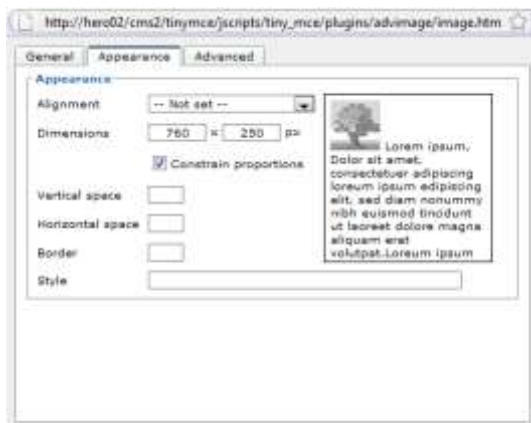 http://hero02/cms2/tinymce/jscripts/tiny_mce/plugins/advimage/image.htm
General Appearance Advanced
Appearance
Alignment -- Not set --
Dimensions 760 x 250 px
Constrain proportions
Vertical space
Horizontal space
Border
Style
Lorem ipsum,
Dolor sit amet,
consectetuer adipiscing
loreum ipsum edipiscing
elit, sed diam nonummy
nibh euismod tincidunt
ut laoreet dolore magna
aliquam erat
volutpat.Loreum ipsum